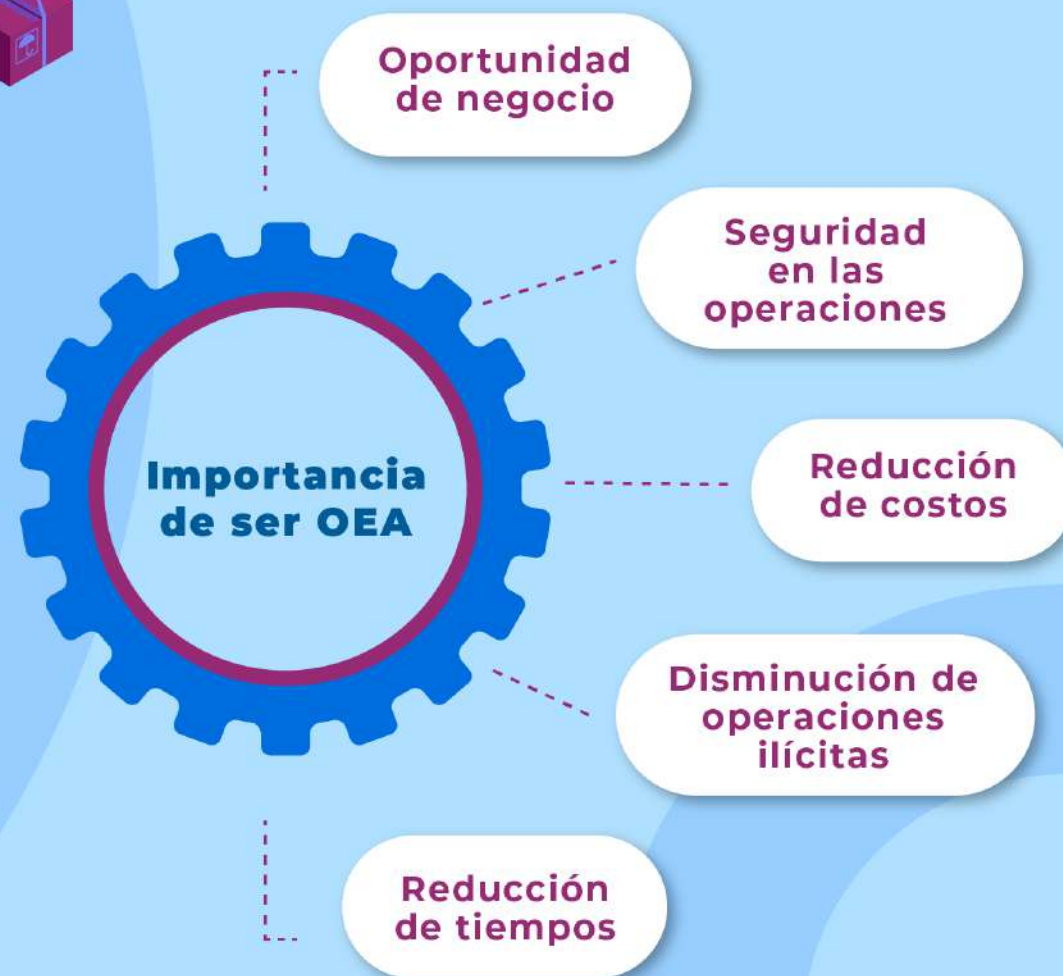 Oportunidad
de negocio
Seguridad
en las
operaciones
Importancia
de ser OEA
Reducción
de costos
Disminución de
operaciones
ilícitas
Reducción
de tiempos